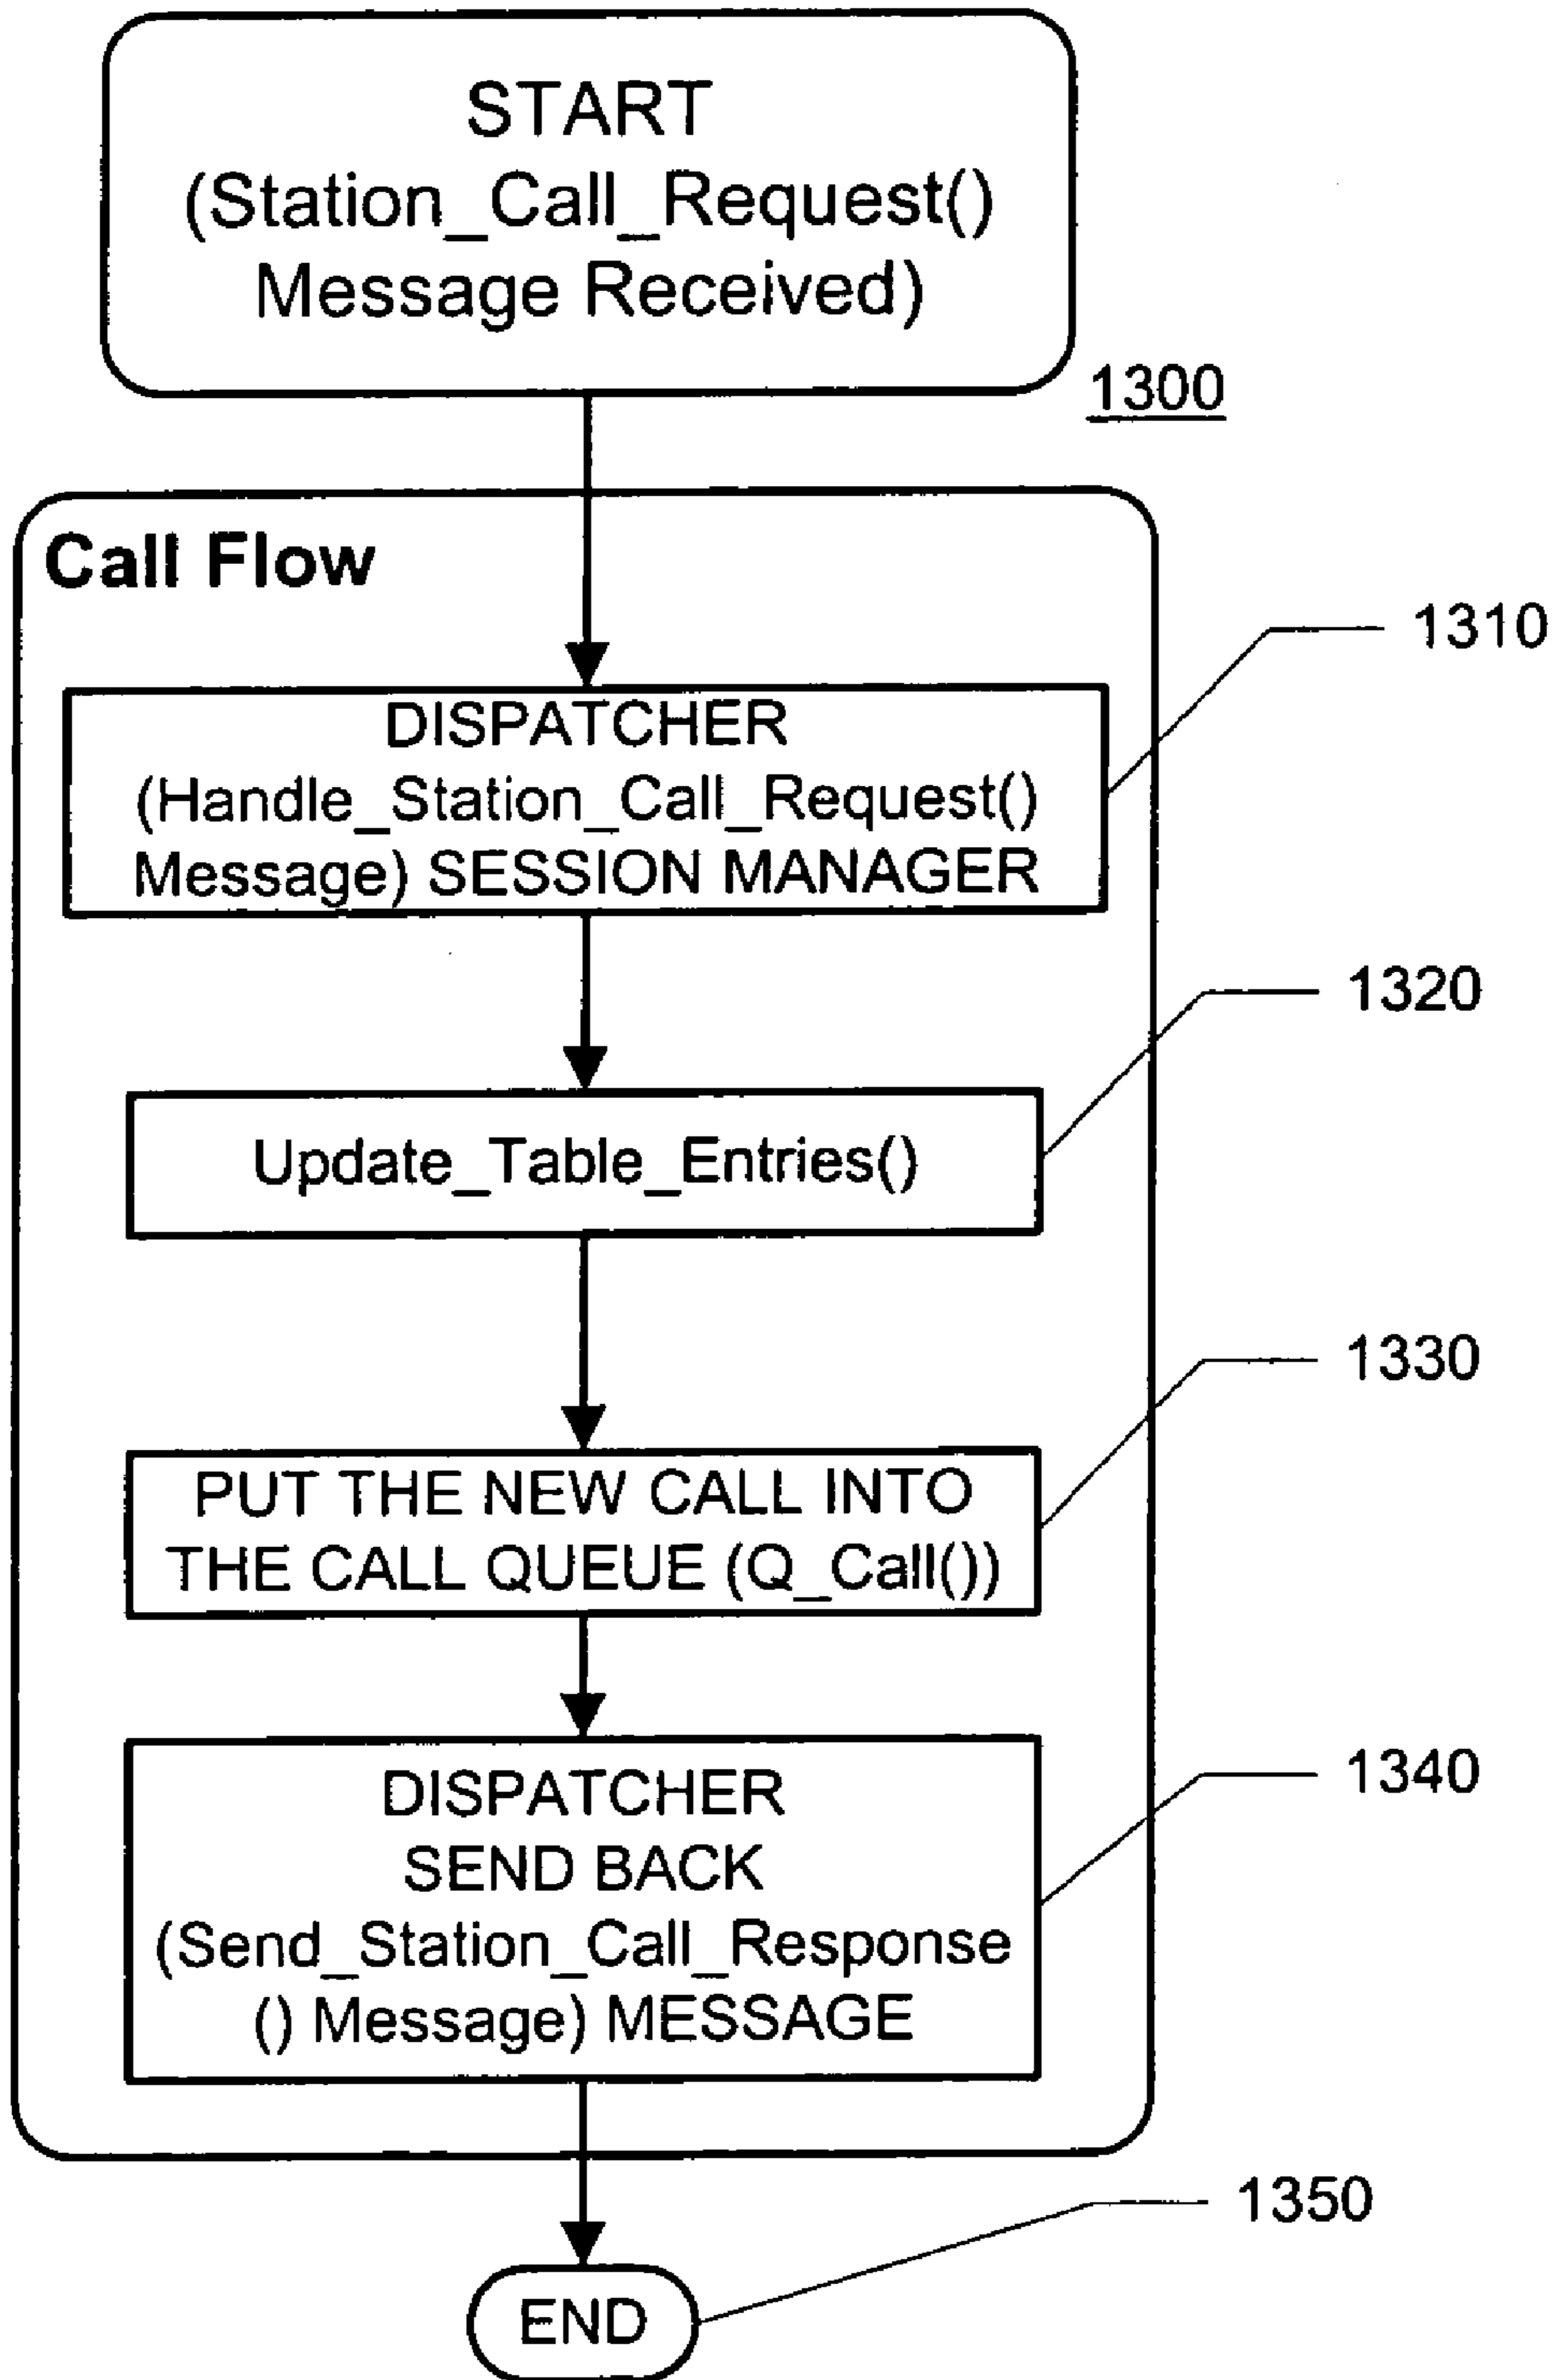 START
(Station_Call_Request()
Message Received)
1300
Call Flow
1310
DISPATCHER
(Handle_Station_Call_Request()
Message) SESSION MANAGER
1320
Update_Table_Entries()
1330
PUT THE NEW CALL INTO
THE CALL QUEUE (Q_Call())
1340
DISPATCHER
SEND BACK
(Send_Station_Call_Response
() Message) MESSAGE
1350
END